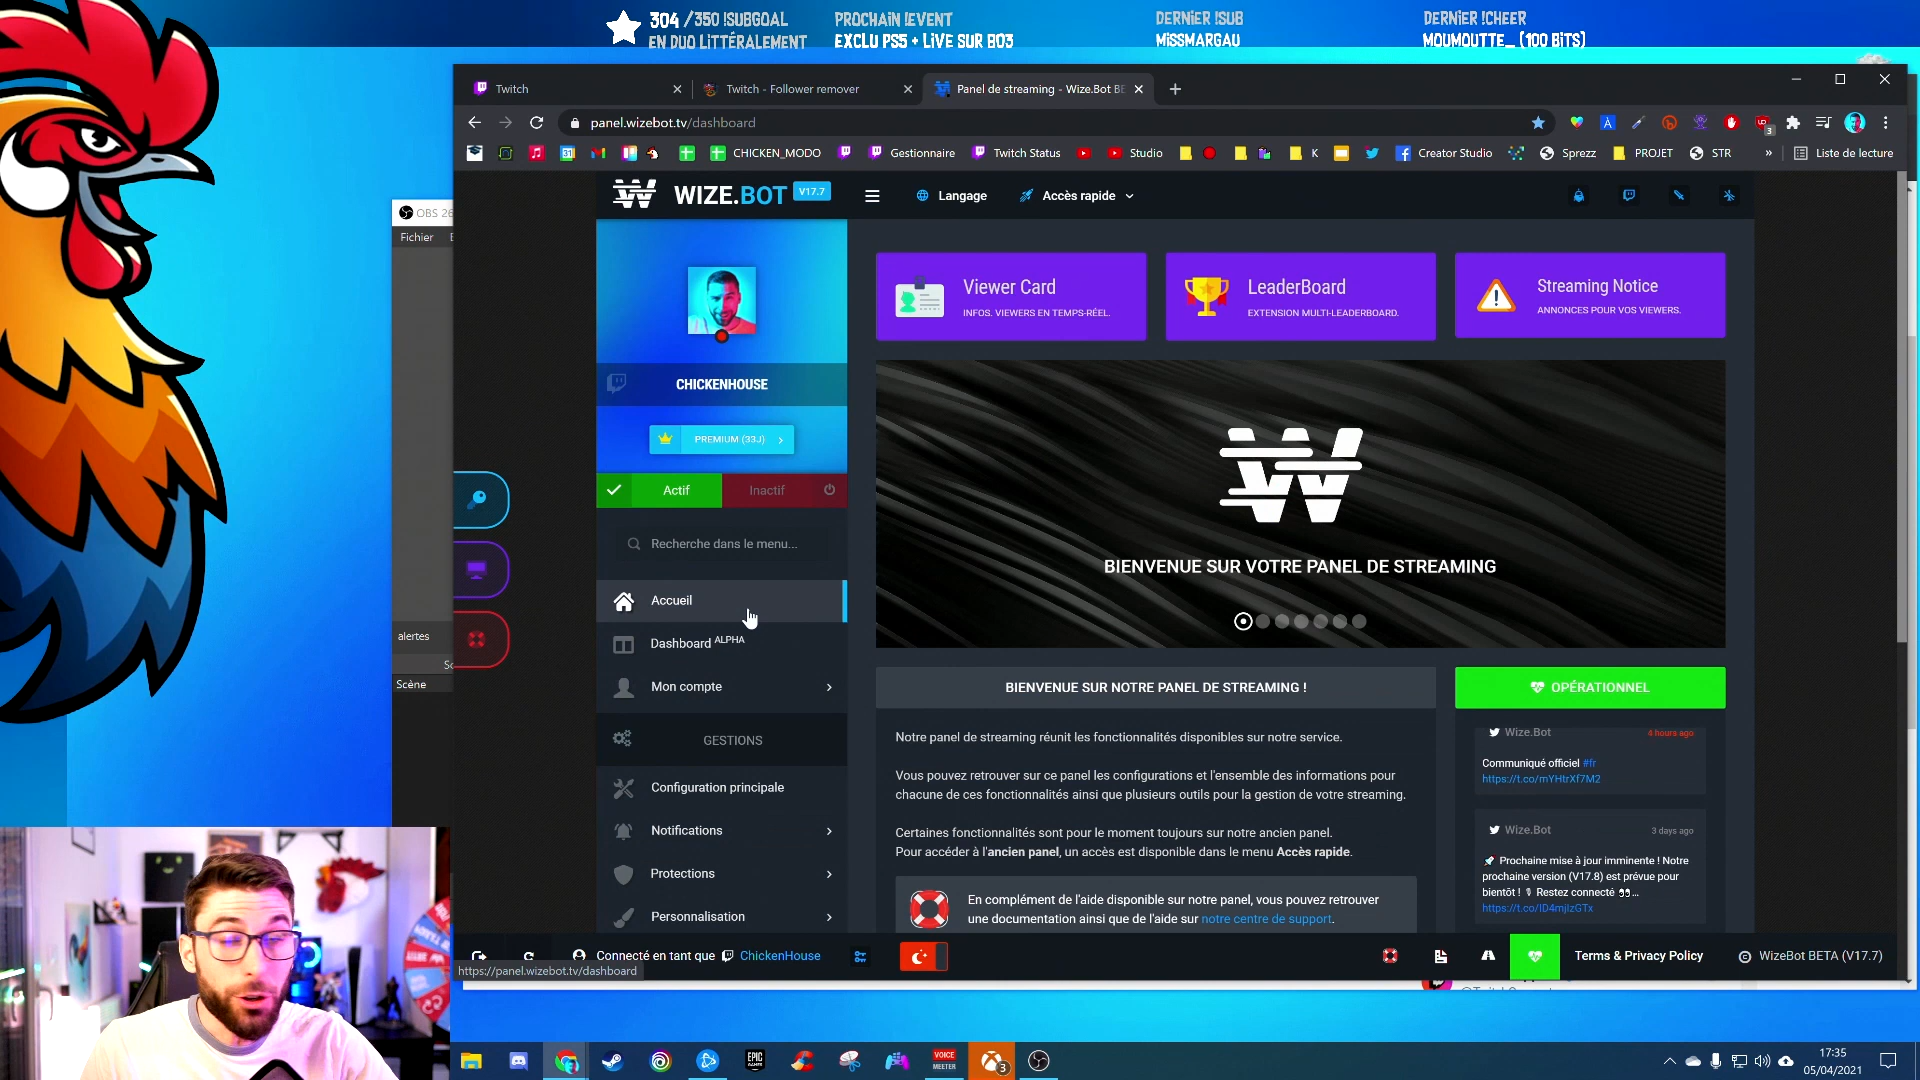 304 /350 !SUBGOAL
EN DUO LITTÉRALEMENT
PROCHAIN !EVENT
EXCLU PS5 + LIVE SUR BO3
DERNIER !SUB
MISSMARGAU
DERNIER !CHEER
MOUMOUTTE_ (100 BITS)
Twitch
Twitch - Follower remover
Panel de streaming - Wize.Bot BE
panel.wizebot.tv/dashboard
CHICKEN_MODO
Gestionnaire
Twitch Status
Studio
K
Creator Studio
Sprezz
PROJET
STR
»
Liste de lecture
WIZE.BOT V17.7
Langage
Accès rapide
OBS 26
Fichier
CHICKENHOUSE
PREMIUM (33J)
Actif
Inactif
Recherche dans le menu...
Accueil
Dashboard ALPHA
Mon compte
GESTIONS
Configuration principale
Notifications
Protections
Personnalisation
alertes
Sc
Scène
Viewer Card
INFOS. VIEWERS EN TEMPS-RÉEL.
LeaderBoard
EXTENSION MULTI-LEADERBOARD.
Streaming Notice
ANNONCES POUR VOS VIEWERS.
BIENVENUE SUR VOTRE PANEL DE STREAMING
BIENVENUE SUR NOTRE PANEL DE STREAMING !
Notre panel de streaming réunit les fonctionnalités disponibles sur notre service.
Vous pouvez retrouver sur ce panel les configurations et l'ensemble des informations pour
chacune de ces fonctionnalités ainsi que plusieurs outils pour la gestion de votre streaming.
Certaines fonctionnalités sont pour le moment toujours sur notre ancien panel.
Pour accéder à l'ancien panel, un accès est disponible dans le menu Accès rapide.
En complément de l'aide disponible sur notre panel, vous pouvez retrouver
une documentation ainsi que de l'aide sur notre centre de support.
OPÉRATIONNEL
Wize.Bot
4 hours ago
Communiqué officiel #fr
https://t.co/mYHtrXf7M2
Wize.Bot
3 days ago
Prochaine mise à jour imminente ! Notre
prochaine version (V17.8) est prévue pour
bientôt ! Restez connecté ...
https://t.co/ID4mjIzGTx
Connecté en tant que ChickenHouse
Terms & Privacy Policy
© WizeBot BETA (V17.7)
https://panel.wizebot.tv/dashboard
EPIC
GAMES
VOICE
MEETER
3
17:35
05/04/2021